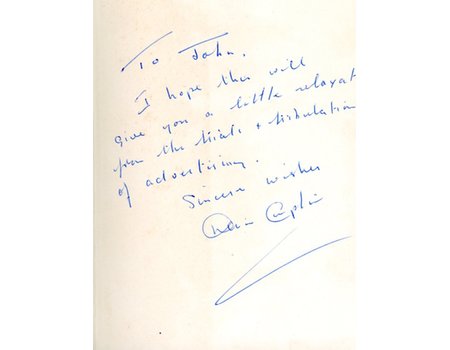 To John.
I hope this will
give you a little relaxat
from the trials + tribulation
of advertising.
Sincere wishes